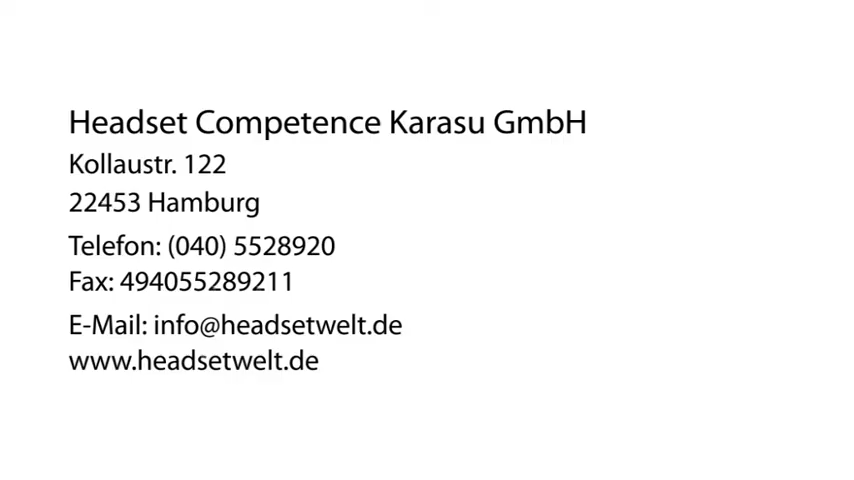 Headset Competence Karasu GmbH
Kollaustr. 122
22453 Hamburg
Telefon: (040) 5528920
Fax: 494055289211
E-Mail: info@headsetwelt.de
www.headsetwelt.de